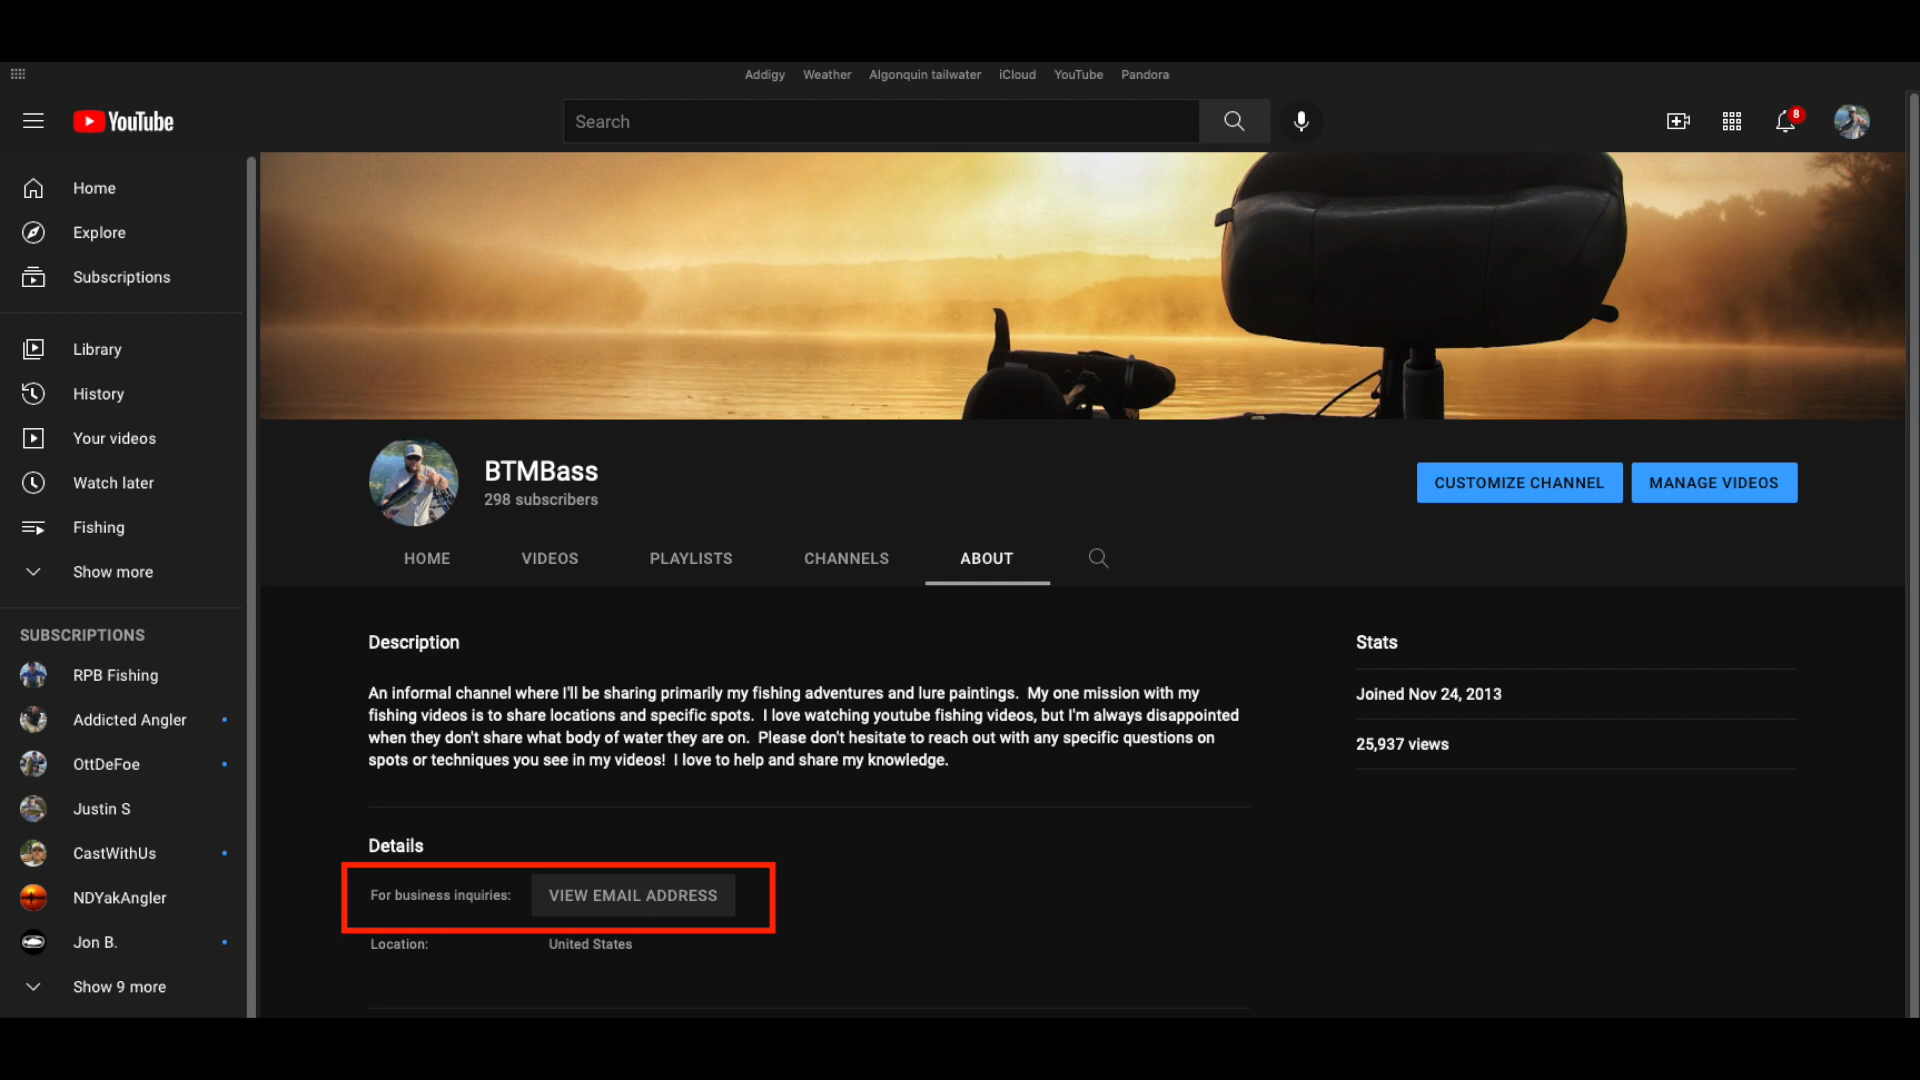 Addigy Weather Algonquin tailwater iCloud YouTube Pandora
YouTube
Search
8
Home
Explore
Subscriptions
Library
History
Your videos
Watch later
Fishing
Show more
SUBSCRIPTIONS
RPB Fishing
Addicted Angler
OttDeFoe
Justin S
CastWithUs
NDYakAngler
Jon B.
Show 9 more
BTMBass
298 subscribers
CUSTOMIZE CHANNEL
MANAGE VIDEOS
HOME VIDEOS PLAYLISTS CHANNELS ABOUT
Description
An informal channel where I'll be sharing primarily my fishing adventures and lure paintings. My one mission with my
fishing videos is to share locations and specific spots. I love watching youtube fishing videos, but I'm always disappointed
when they don't share what body of water they are on. Please don't hesitate to reach out with any specific questions on
spots or techniques you see in my videos! I love to help and share my knowledge.
Details
For business inquiries: VIEW EMAIL ADDRESS
Location: United States
Stats
Joined Nov 24, 2013
25,937 views